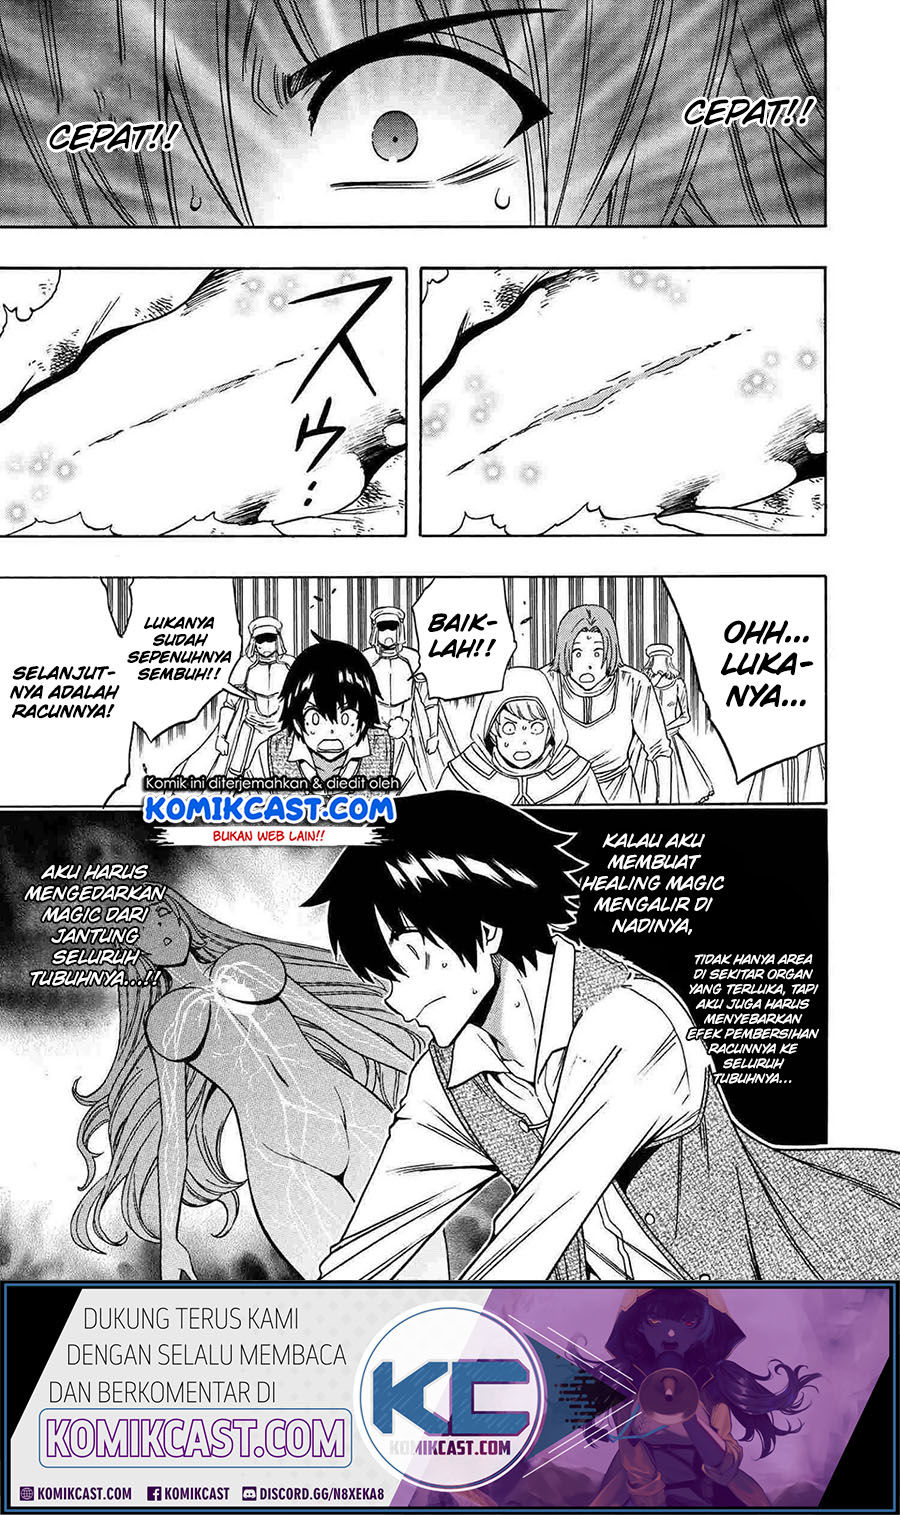 CEPAT!!
CEPAT!!
スゥ…
OHH...
LUKA-
NYA...
BAIK-
LAH!!
LUKANYA
SUDAH
SEPENUHNYA
SEMBUH!!
SELANJUT-
NYA ADALAH
RACUNNYA!
Komik ini diterjemahkan & diedit oleh
KOMIKCAST.COM
BUKAN WEB LAIN!!
KALAU AKU
MEMBUAT
HEALING MAGIC
MENGALIR DI
NADINYA,
TIDAK HANYA AREA
DI SEKITAR ORGAN
YANG TERLUKA, TAPI
AKU JUGA HARUS
MENYEBARKAN
EFEK PEMBERSIHAN
RACUNNYA KE
SELURUH
TUBUHNYA...
AKU HARUS
MENGEDARKAN
MAGIC DARI
JANTUNG
SELURUH
TUBUHNYA...!!
DUKUNG TERUS KAMI
DENGAN SELALU MEMBACA
DAN BERKOMENTAR DI
KOMIKCAST.COM
KC
KOMIKCAST.COM
KOMIKCAST.COM
KOMIKCAST
DISCORD.GG/N8XEKA8